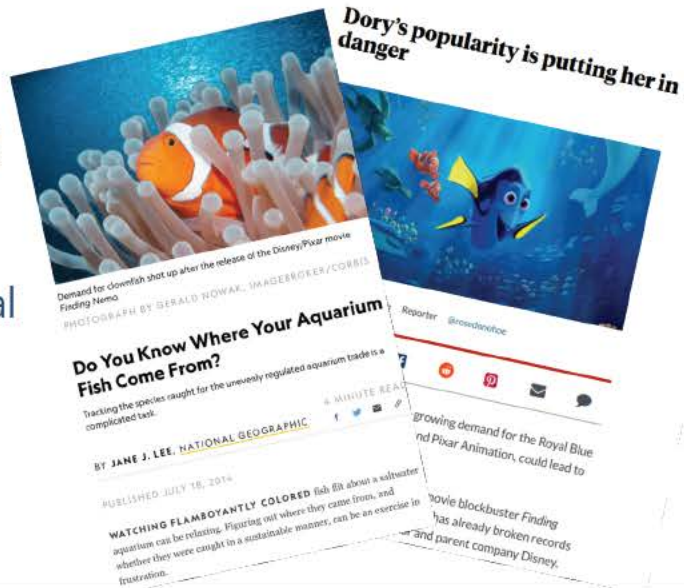 al
Demand for clownfish shot up after the release of the Disney/Pixar movie
Finding Nemo
PHOTOGRAPH BY GERALD NOWAK, IMAGEBROKER/CORBIS
Do You Know Where Your Aquarium
Fish Come From?
Tracking the species caught for the unevenly regulated aquarium trade is a
complicated task.
6 MINUTE READ
BY JANE J. LEE, NATIONAL GEOGRAPHIC
PUBLISHED JULY 18, 2014
WATCHING FLAMBOYANTLY COLORED fish flit about a saltwater
aquarium can be relaxing. Figuring out where they came from, and
whether they were caught in a sustainable manner, can be an exercise in
frustration.
Dory's popularity is putting her in
danger
Reporter @rosedonohoe
growing demand for the Royal Blue
nd Pixar Animation, could lead to
movie blockbuster Finding
has already broken records
and parent company Disney.